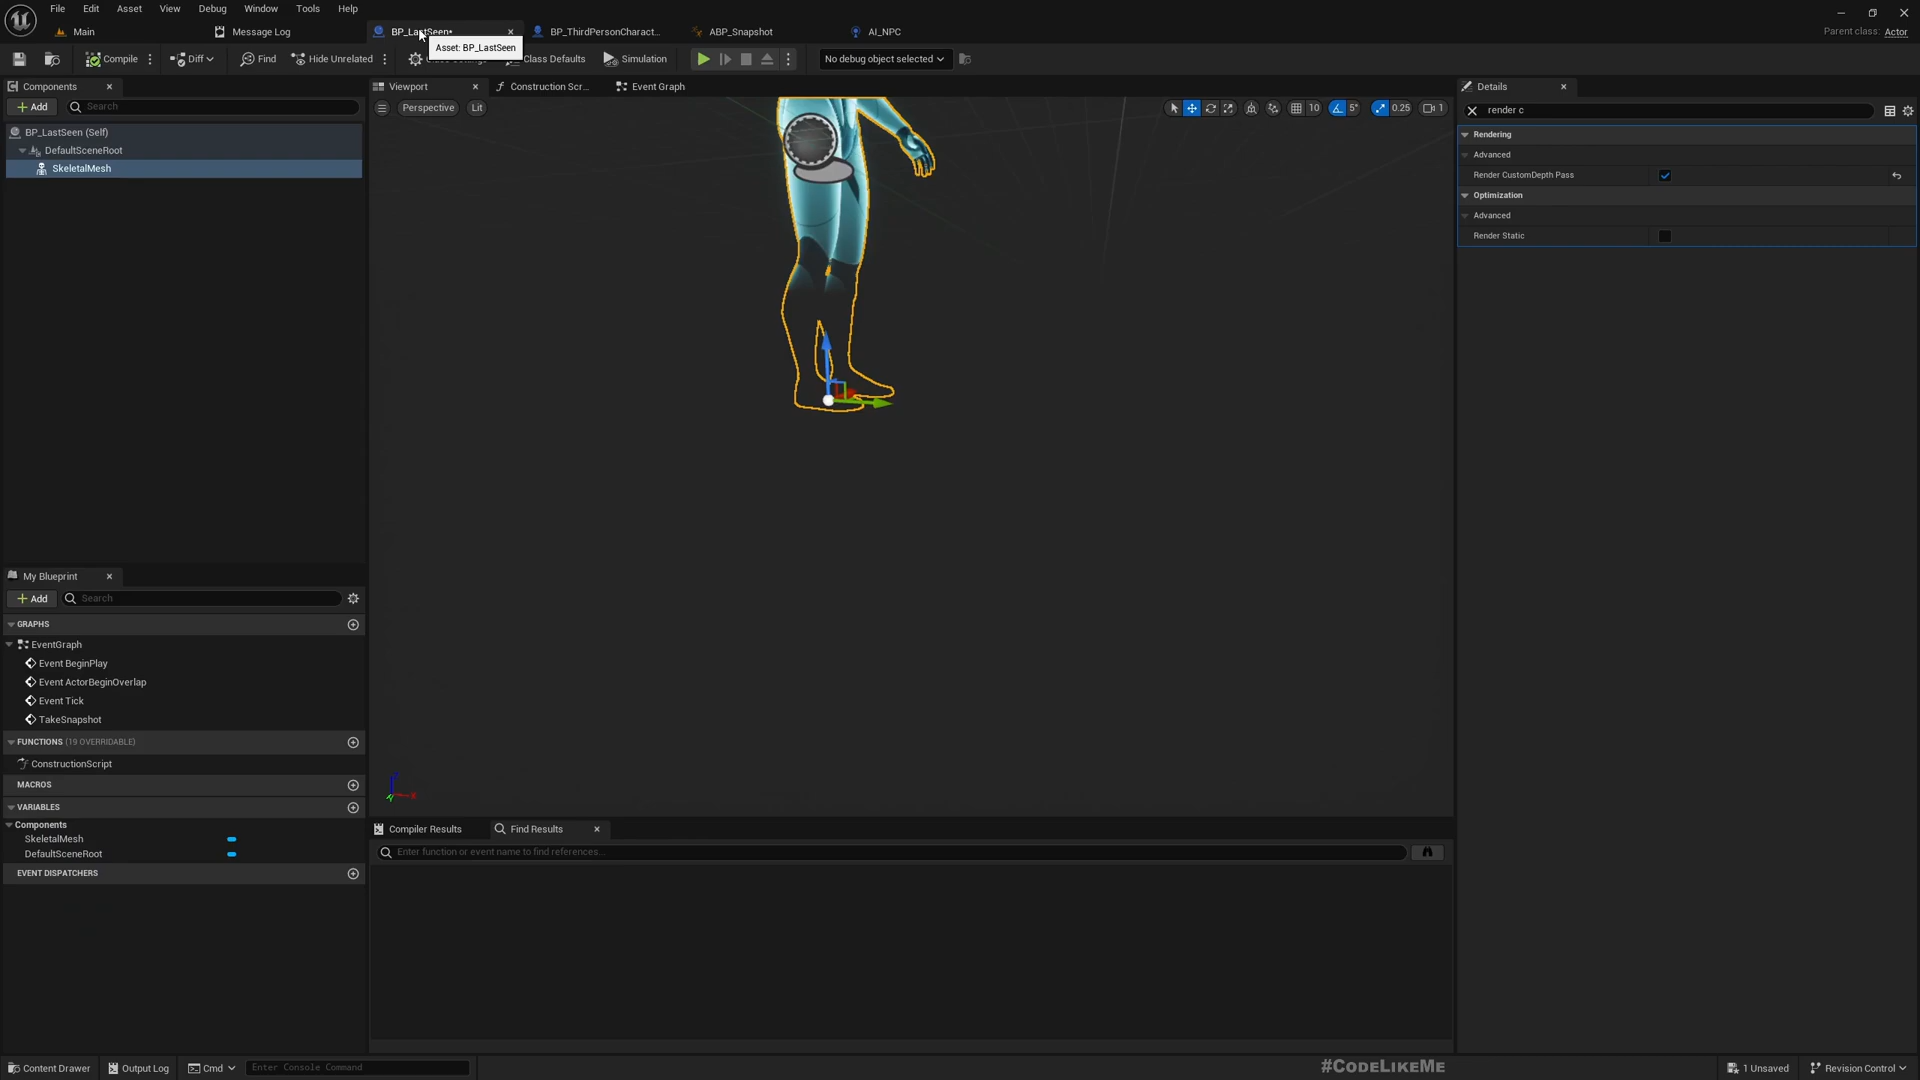 File Edit Asset View Debug Window Tools Help
Main Message Log BP_LastSeen• BP_ThirdPersonCharact... ABP_Snapshot AI_NPC Parent class: Actor
Asset: BP_LastSeen
Compile Diff Find Hide Unrelated Class Defaults Simulation No debug object selected
Components Viewport Construction Scr... Event Graph Details
Add Search Perspective Lit 10 5° 0.25 1 render c
BP_LastSeen (Self)
DefaultSceneRoot
SkeletalMesh
Rendering
Advanced
Render CustomDepth Pass
Optimization
Advanced
Render Static
My Blueprint
Add Search
GRAPHS
EventGraph
Event BeginPlay
Event ActorBeginOverlap
Event Tick
TakeSnapshot
FUNCTIONS (19 OVERRIDABLE)
ConstructionScript
MACROS
VARIABLES
Components
SkeletalMesh
DefaultSceneRoot
EVENT DISPATCHERS
Compiler Results Find Results
Enter function or event name to find references...
Content Drawer Output Log Cmd Enter Console Command #CODELIKEME 1 Unsaved Revision Control